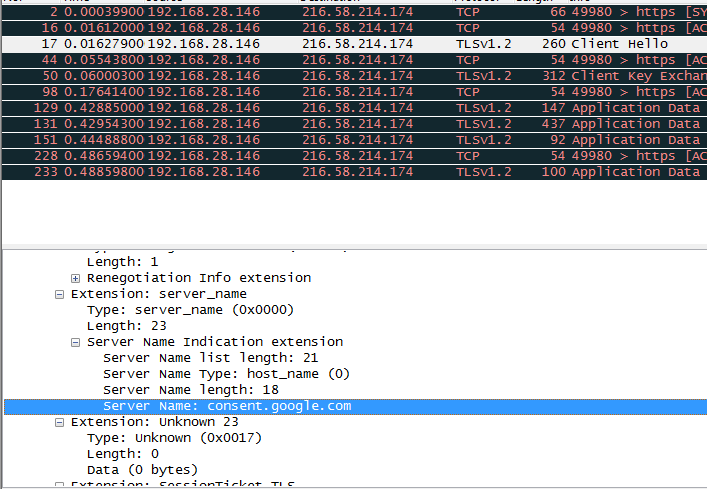 2 0.00039900 192.168.28.146 216.58.214.174 TCP 66 49980 > https [SY
16 0.01612000 192.168.28.146 216.58.214.174 TCP 54 49980 > https [AC
17 0.01627900 192.168.28.146 216.58.214.174 TLSv1.2 260 Client Hello
44 0.05543800 192.168.28.146 216.58.214.174 TCP 54 49980 > https [AC
50 0.06000300 192.168.28.146 216.58.214.174 TLSv1.2 312 Client Key Exchan
98 0.17641400 192.168.28.146 216.58.214.174 TCP 54 49980 > https [AC
129 0.42885000 192.168.28.146 216.58.214.174 TLSv1.2 147 Application Data
131 0.42954300 192.168.28.146 216.58.214.174 TLSv1.2 437 Application Data
151 0.44488800 192.168.28.146 216.58.214.174 TLSv1.2 92 Application Data
228 0.48659400 192.168.28.146 216.58.214.174 TCP 54 49980 > https [AC
233 0.48859800 192.168.28.146 216.58.214.174 TLSv1.2 100 Application Data
Length: 1
Renegotiation Info extension
Extension: server_name
Type: server_name (0x0000)
Length: 23
Server Name Indication extension
Server Name list length: 21
Server Name Type: host_name (0)
Server Name length: 18
Server Name: consent.google.com
Extension: Unknown 23
Type: Unknown (0x0017)
Length: 0
Data (0 bytes)
Extension: SessionTicket TLS